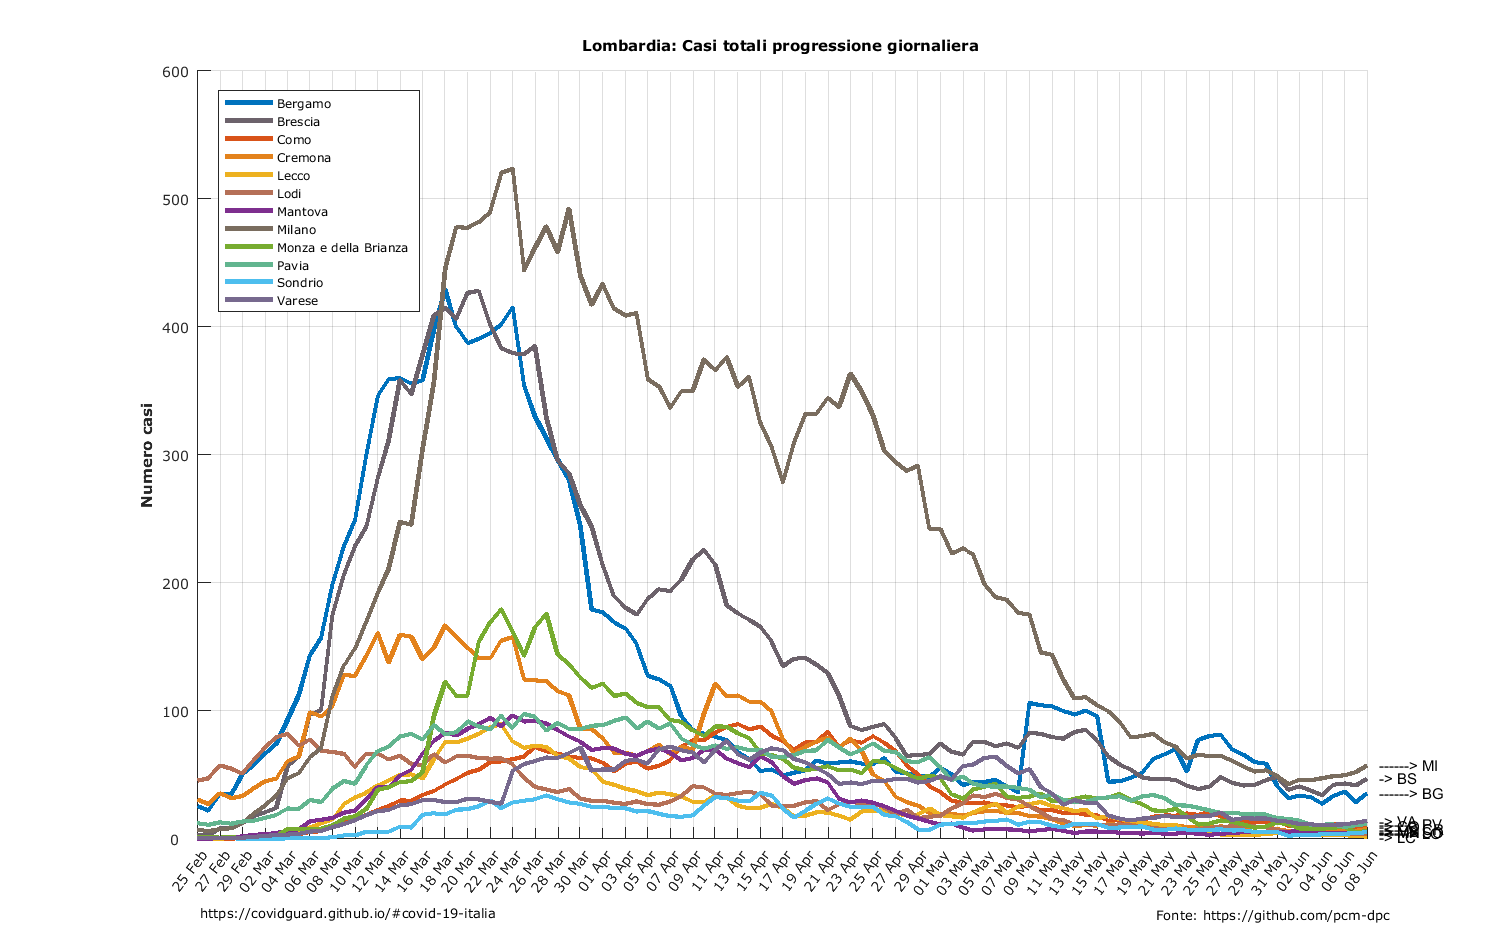 Lombardia: Casi totali progressione giornaliera
Numero casi
600
500
400
300
200
100
0
Bergamo
Brescia
Como
Cremona
Lecco
Lodi
Mantova
Milano
Monza e della Brianza
Pavia
Sondrio
Varese
------> MI
-> BS
------> BG
-> VA
-> LC
25 Feb
27 Feb
29 Feb
02 Mar
04 Mar
06 Mar
08 Mar
10 Mar
12 Mar
14 Mar
16 Mar
18 Mar
20 Mar
22 Mar
24 Mar
26 Mar
28 Mar
30 Mar
01 Apr
03 Apr
05 Apr
07 Apr
09 Apr
11 Apr
13 Apr
15 Apr
17 Apr
19 Apr
21 Apr
23 Apr
25 Apr
27 Apr
29 Apr
01 May
03 May
05 May
07 May
09 May
11 May
13 May
15 May
17 May
19 May
21 May
23 May
25 May
27 May
29 May
31 May
02 Jun
04 Jun
06 Jun
08 Jun
https://covidguard.github.io/#covid-19-italia
Fonte: https://github.com/pcm-dpc